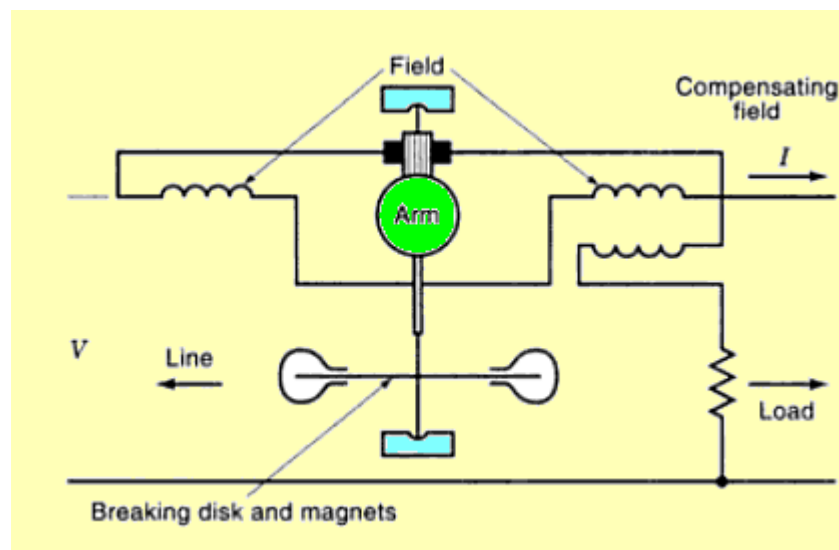 Field
Compensating
field
I
Arm
V
Line
Load
Breaking disk and magnets